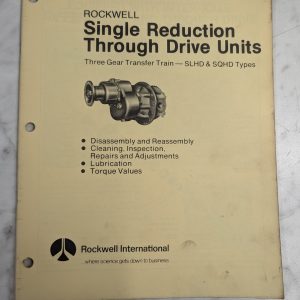 ROCKWELL
Single Reduction
Through Drive Units
Three Gear Transfer Train — SLHD & SQHD Types
• Disassembly and Reassembly
• Cleaning, Inspection,
Repairs and Adjustments
• Lubrication
• Torque Values
Rockwell International
where science gets down to business